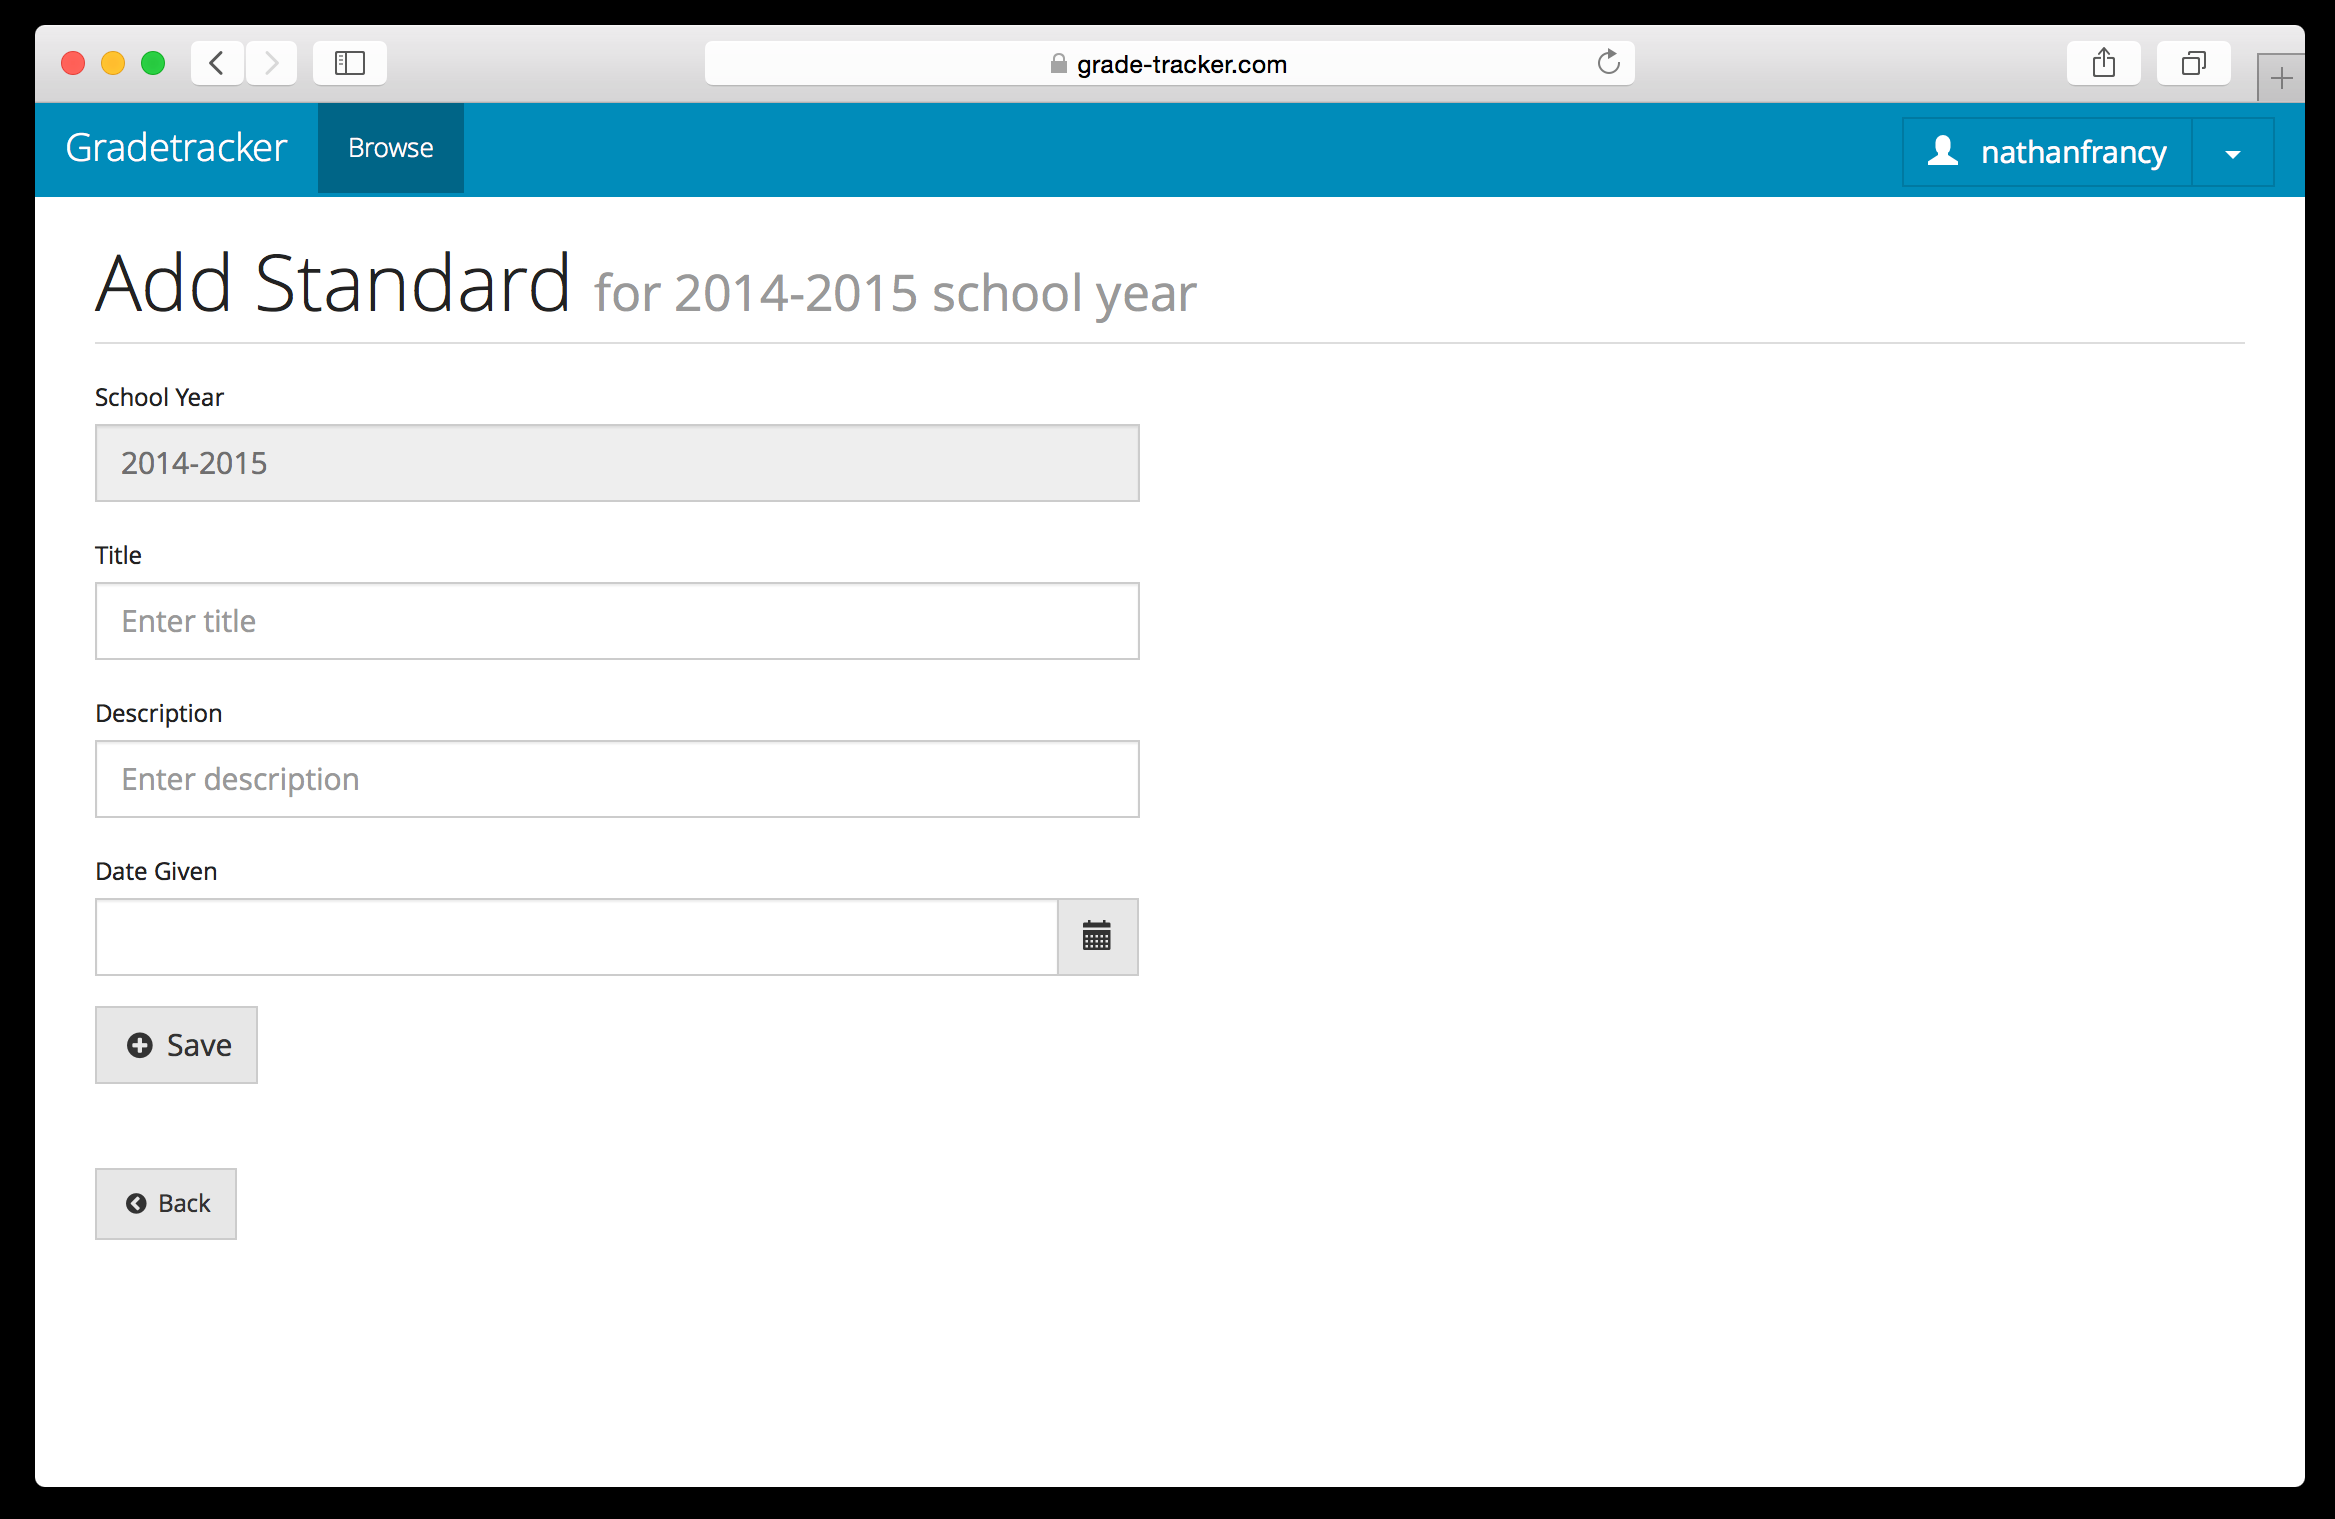 grade-tracker.com
Gradetracker Browse nathanfrancy
Add Standard for 2014-2015 school year
School Year
2014-2015
Title
Enter title
Description
Enter description
Date Given
Save
Back